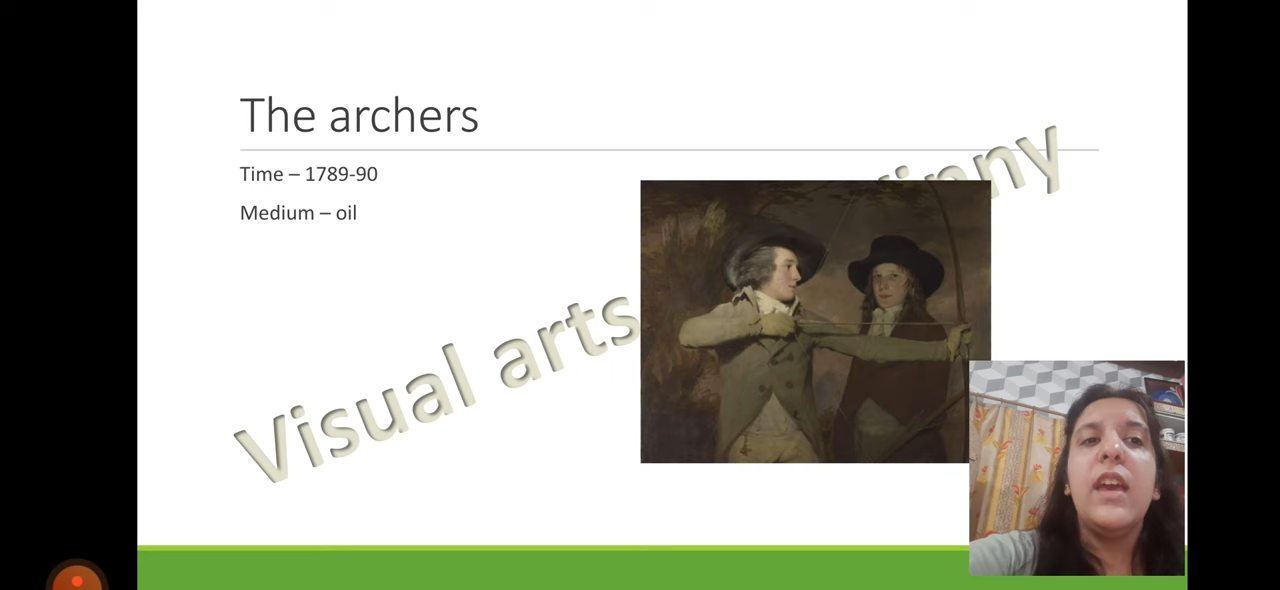 The archers
Time – 1789-90
Medium – oil
Visual arts